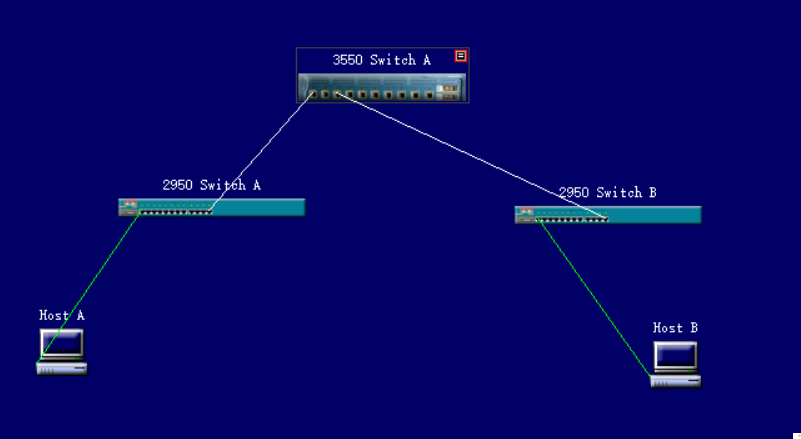 3550 Switch A
2950 Switch A
2950 Switch B
Host A
Host B